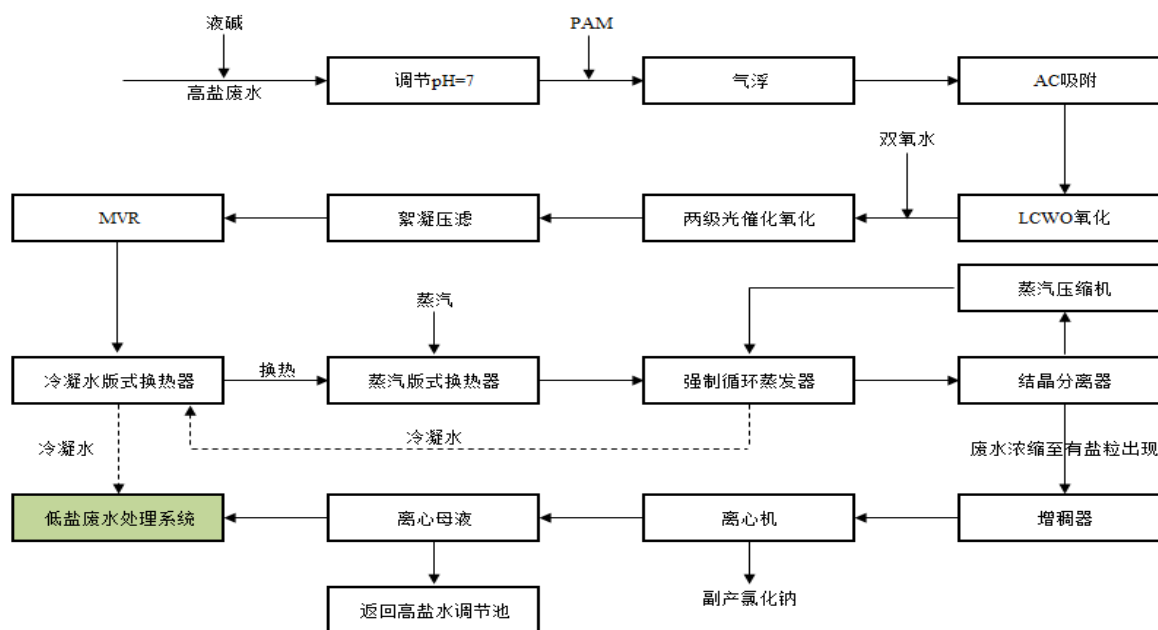 液碱
PAM
高盐废水
调节pH=7
气浮
AC吸附
双氧水
MVR
絮凝压滤
两级光催化氧化
LCWO氧化
蒸汽压缩机
蒸汽
冷凝水版式换热器
换热
蒸汽版式换热器
强制循环蒸发器
结晶分离器
冷凝水
冷凝水
废水浓缩至有盐粒出现
低盐废水处理系统
离心母液
离心机
增稠器
返回高盐水调节池
副产氯化钠